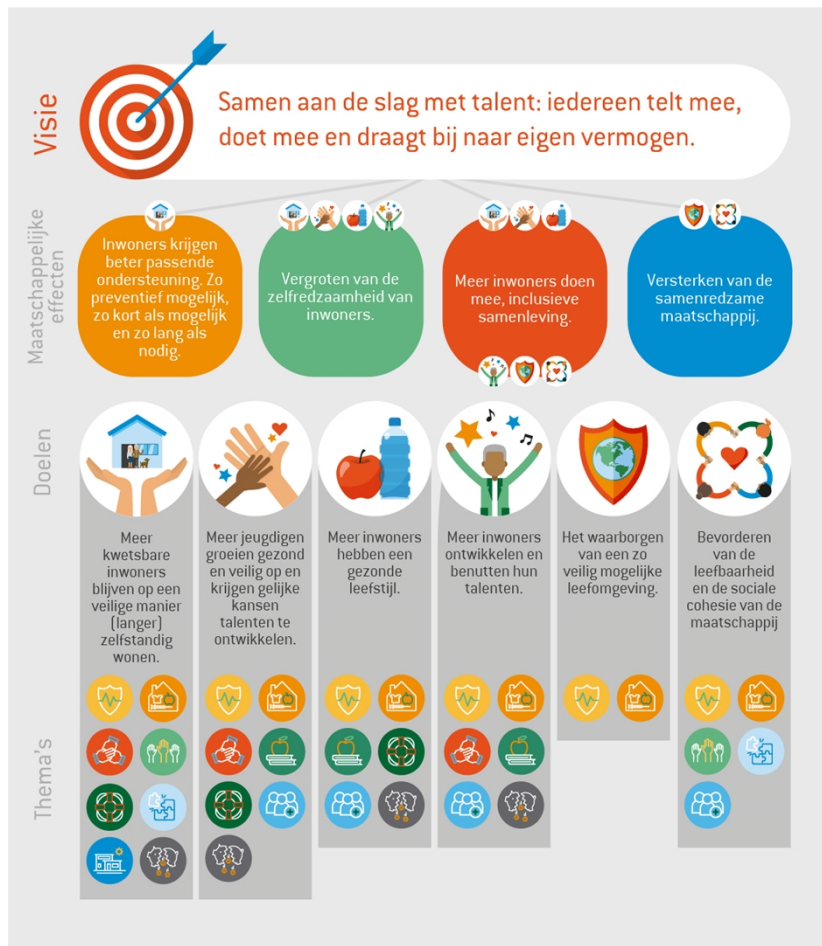 Visie
Samen aan de slag met talent: iedereen telt mee,
doet mee en draagt bij naar eigen vermogen.
Maatschappelijke
effecten
Inwoners krijgen
beter passende
ondersteuning. Zo
preventief mogelijk,
zo kort als mogelijk
en zo lang als
nodig.
Vergroten van de
zelfredzaamheid van
inwoners.
Meer inwoners doen
mee, inclusieve
samenleving.
Versterken van de
samenredzame
maatschappij.
Doelen
Meer
kwetsbare
inwoners
blijven op een
veilige manier
(langer)
zelfstandig
wonen.
Meer jeugdigen
groeien gezond
en veilig op en
krijgen gelijke
kansen
talenten te
ontwikkelen.
Meer inwoners
hebben een
gezonde
leefstijl.
Meer inwoners
ontwikkelen en
benutten hun
talenten.
Het waarborgen
van een zo
veilig mogelijke
leefomgeving.
Bevorderen
van de
leefbaarheid
en de sociale
cohesie van de
maatschappij
Thema's